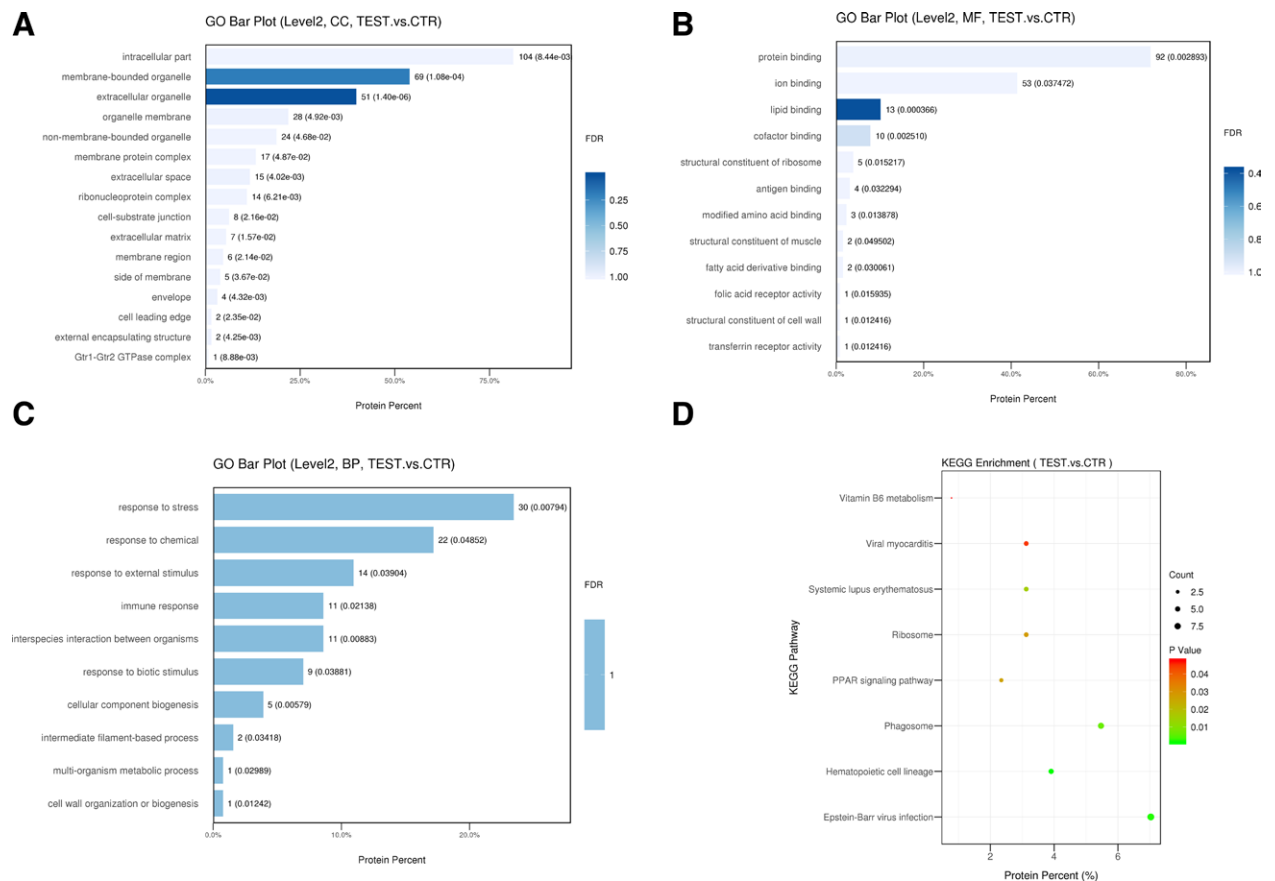 A
GO Bar Plot (Level2, CC, TEST.vs.CTR)
intracellular part
104 (8.44e-03
membrane-bounded organelle
69 (1.08e-04)
extracellular organelle
51 (1.40e-06)
organelle membrane
28 (4.92e-03)
non-membrane-bounded organelle
24 (4.68e-02)
membrane protein complex
17 (4.87e-02)
extracellular space
15 (4.02e-03)
ribonucleoprotein complex
14 (6.21e-03)
cell-substrate junction
8 (2.16e-02)
extracellular matrix
7 (1.57e-02)
membrane region
6 (2.14e-02)
side of membrane
5 (3.67e-02)
envelope
4 (4.32e-03)
cell leading edge
2 (2.35e-02)
external encapsulating structure
2 (4.25e-03)
Gtr1-Gtr2 GTPase complex
1 (8.88e-03)
0.0%
25.0%
50.0%
75.0%
Protein Percent
FDR
0.25
0.50
0.75
1.00
B
GO Bar Plot (Level2, MF, TEST.vs.CTR)
protein binding
92 (0.002893)
ion binding
53 (0.037472)
lipid binding
13 (0.000366)
cofactor binding
10 (0.002510)
structural constituent of ribosome
5 (0.015217)
antigen binding
4 (0.032294)
modified amino acid binding
3 (0.013878)
structural constituent of muscle
2 (0.049502)
fatty acid derivative binding
2 (0.030061)
folic acid receptor activity
1 (0.015935)
structural constituent of cell wall
1 (0.012416)
transferrin receptor activity
1 (0.012416)
0.0%
20.0%
40.0%
60.0%
80.0%
Protein Percent
FDR
0.4
0.6
0.8
1.0
C
GO Bar Plot (Level2, BP, TEST.vs.CTR)
response to stress
30 (0.00794)
response to chemical
22 (0.04852)
response to external stimulus
14 (0.03904)
immune response
11 (0.02138)
interspecies interaction between organisms
11 (0.00883)
response to biotic stimulus
9 (0.03881)
cellular component biogenesis
5 (0.00579)
intermediate filament-based process
2 (0.03418)
multi-organism metabolic process
1 (0.02989)
cell wall organization or biogenesis
1 (0.01242)
0.0%
10.0%
20.0%
Protein Percent
FDR
1
D
KEGG Enrichment ( TEST.vs.CTR )
KEGG Pathway
Vitamin B6 metabolism
Viral myocarditis
Systemic lupus erythematosus
Ribosome
PPAR signaling pathway
Phagosome
Hematopoietic cell lineage
Epstein-Barr virus infection
2
4
6
Protein Percent (%)
Count
2.5
5.0
7.5
P Value
0.04
0.03
0.02
0.01